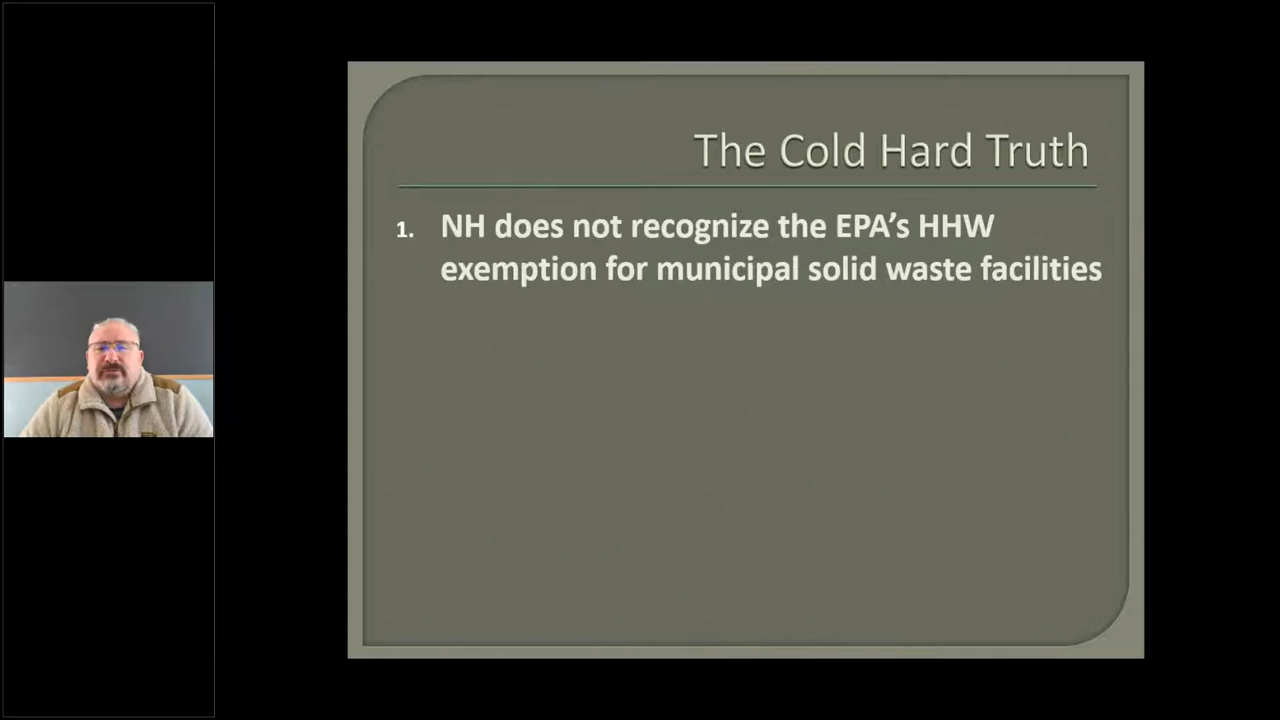 The Cold Hard Truth
1. NH does not recognize the EPA’s HHW
exemption for municipal solid waste facilities